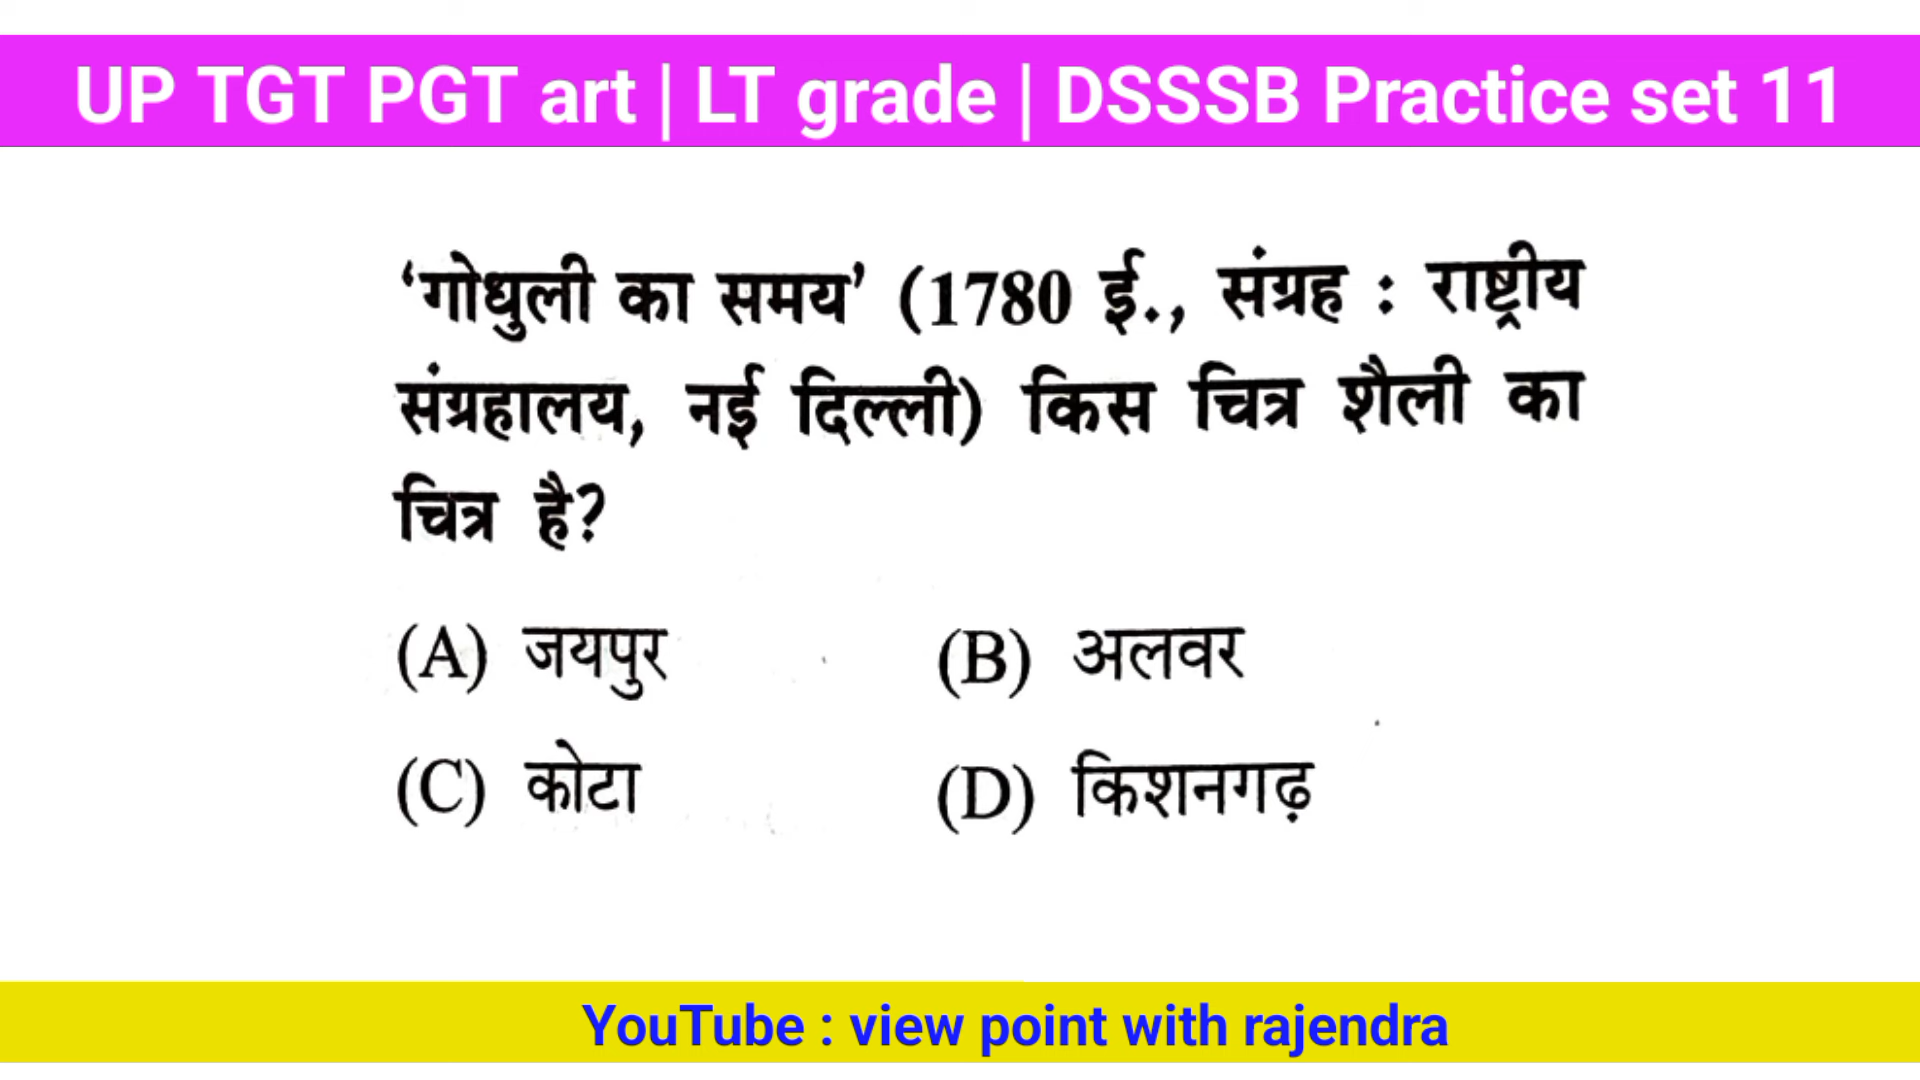 UP TGT PGT art | LT grade | DSSSB Practice set 11
‘गोधुली का समय’ (1780 ई., संग्रह : राष्ट्रीय
संग्रहालय, नई दिल्ली) किस चित्र शैली का
चित्र है?
(A) जयपुर (B) अलवर
(C) कोटा (D) किशनगढ़
YouTube : view point with rajendra